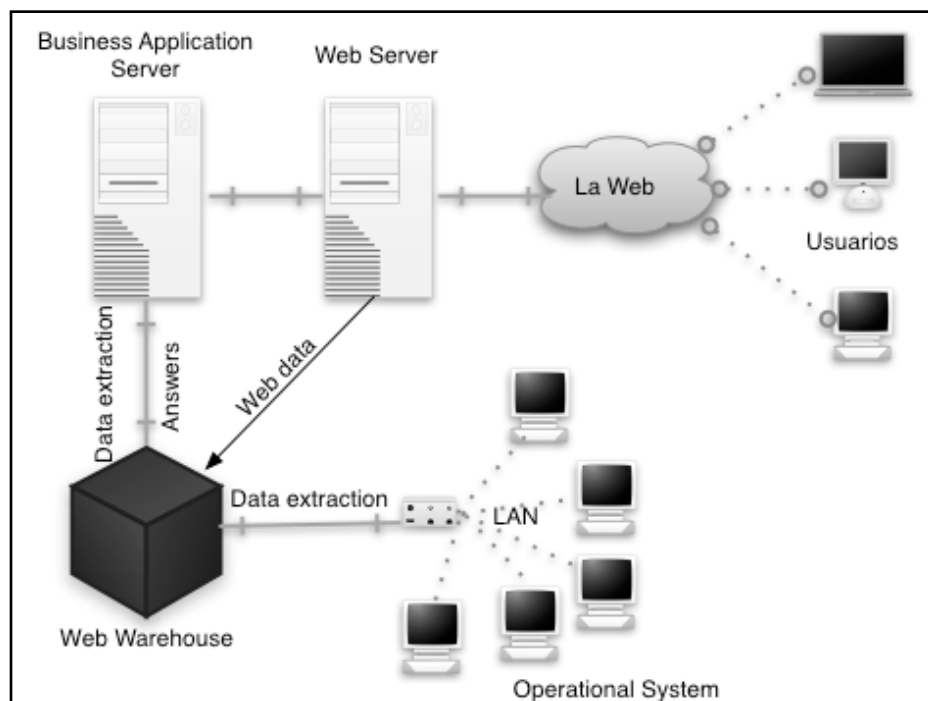 Business Application
Server
Web Server
La Web
Usuarios
Data extraction
Answers
Web data
Data extraction
LAN
Web Warehouse
Operational System